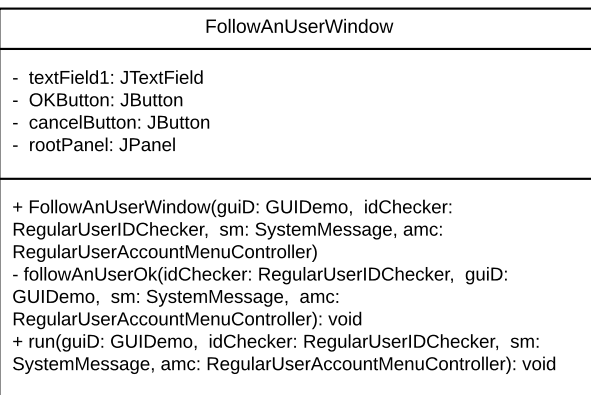 FollowAnUserWindow
- textField1: JTextField
- OKButton: JButton
- cancelButton: JButton
- rootPanel: JPanel
+ FollowAnUserWindow(guiD: GUIDemo, idChecker:
RegularUserIDChecker, sm: SystemMessage, amc:
RegularUserAccountMenuController)
- followAnUserOk(idChecker: RegularUserIDChecker, guiD:
GUIDemo, sm: SystemMessage, amc:
RegularUserAccountMenuController): void
+ run(guiD: GUIDemo, idChecker: RegularUserIDChecker, sm:
SystemMessage, amc: RegularUserAccountMenuController): void